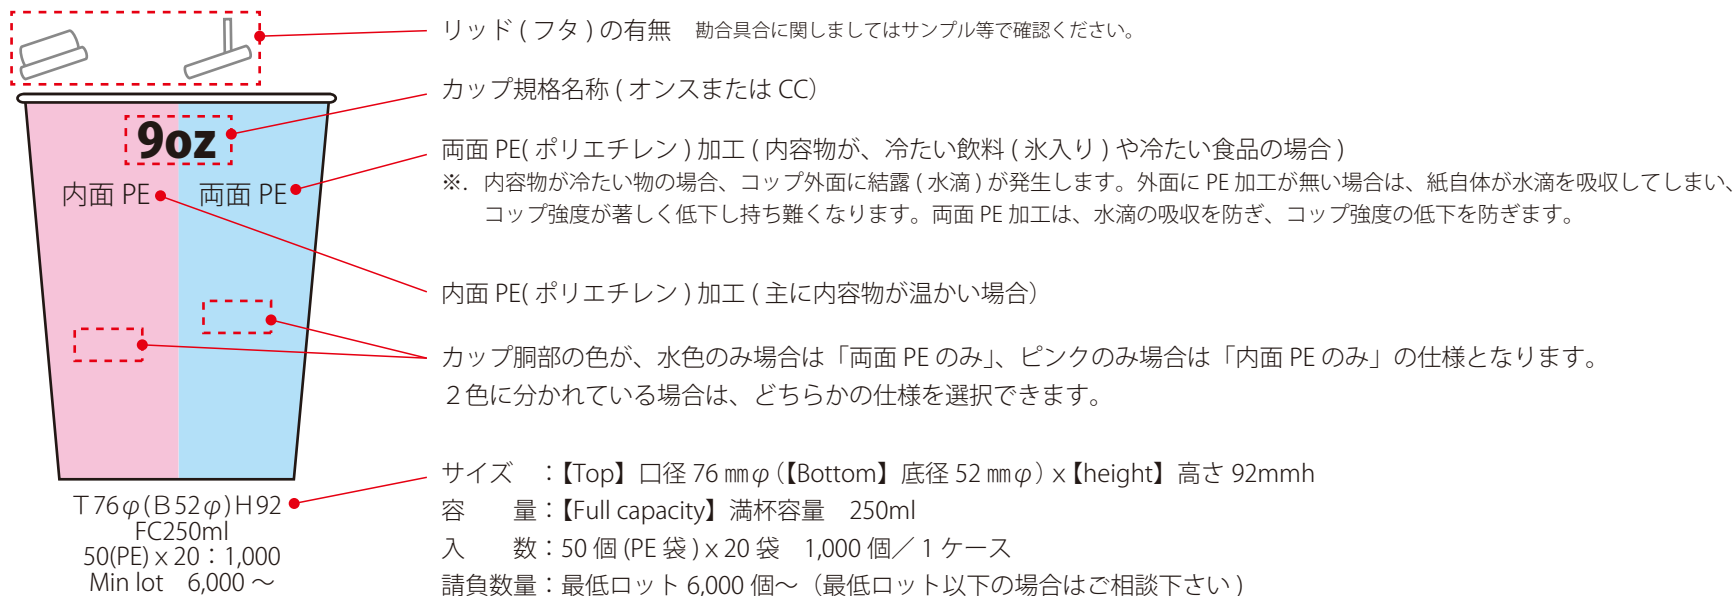 リッド ( フタ ) の有無　勘合具合に関しましてはサンプル等で確認ください。
カップ規格名称 ( オンスまたは CC)
9oz
両面 PE( ポリエチレン ) 加工 ( 内容物が、冷たい飲料 ( 氷入り ) や冷たい食品の場合 )
※．内容物が冷たい物の場合、コップ外面に結露 ( 水滴 ) が発生します。外面に PE 加工が無い場合は、紙自体が水滴を吸収してしまい、
コップ強度が著しく低下し持ち難くなります。両面 PE 加工は、水滴の吸収を防ぎ、コップ強度の低下を防ぎます。
内面 PE　両面 PE
内面 PE( ポリエチレン ) 加工 ( 主に内容物が温かい場合）
カップ胴部の色が、水色のみ場合は「両面 PE のみ」、ピンクのみ場合は「内面 PE のみ」の仕様となります。
２色に分かれている場合は、どちらかの仕様を選択できます。
サイズ　：【Top】口径 76 ㎜φ (【Bottom】底径 52 ㎜φ ) x【height】高さ 92mmh
容　　量：【Full capacity】満杯容量　250ml
入　　数：50 個 (PE 袋 ) x 20 袋　1,000 個／ 1 ケース
請負数量：最低ロット 6,000 個～（最低ロット以下の場合はご相談下さい )
T 76φ(B 52φ) H 92
FC250ml
50(PE) x 20：1,000
Min lot　6,000 ～